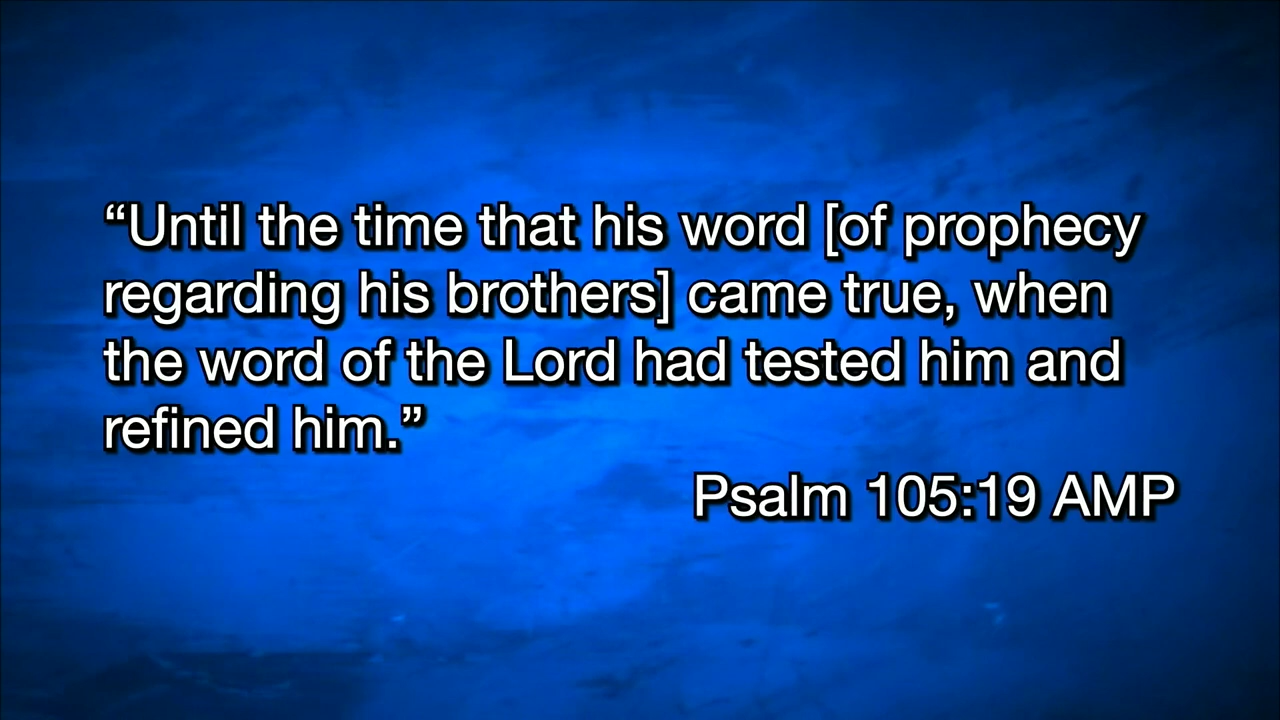 “Until the time that his word [of prophecy
regarding his brothers] came true, when
the word of the Lord had tested him and
refined him.”
Psalm 105:19 AMP